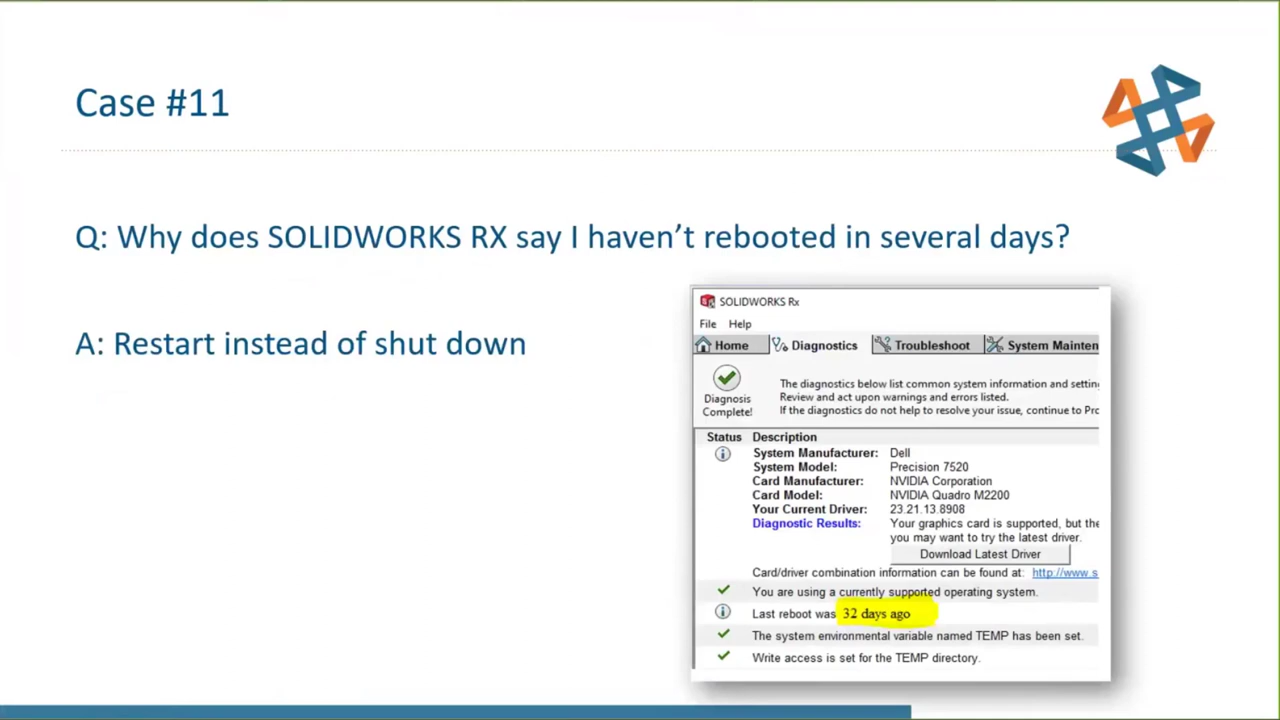 Case #11
Q: Why does SOLIDWORKS RX say I haven’t rebooted in several days?
A: Restart instead of shut down
SOLIDWORKS Rx
File Help
Home Diagnostics Troubleshoot System Mainten
Diagnosis Complete!
The diagnostics below list common system information and setting
Review and act upon warnings and errors listed.
If the diagnostics do not help to resolve your issue, continue to Pro
Status Description
System Manufacturer: Dell
System Model: Precision 7520
Card Manufacturer: NVIDIA Corporation
Card Model: NVIDIA Quadro M2200
Your Current Driver: 23.21.13.8908
Diagnostic Results: Your graphics card is supported, but the
you may want to try the latest driver.
Download Latest Driver
Card/driver combination information can be found at: http://www.s
You are using a currently supported operating system.
Last reboot was 32 days ago
The system environmental variable named TEMP has been set.
Write access is set for the TEMP directory.